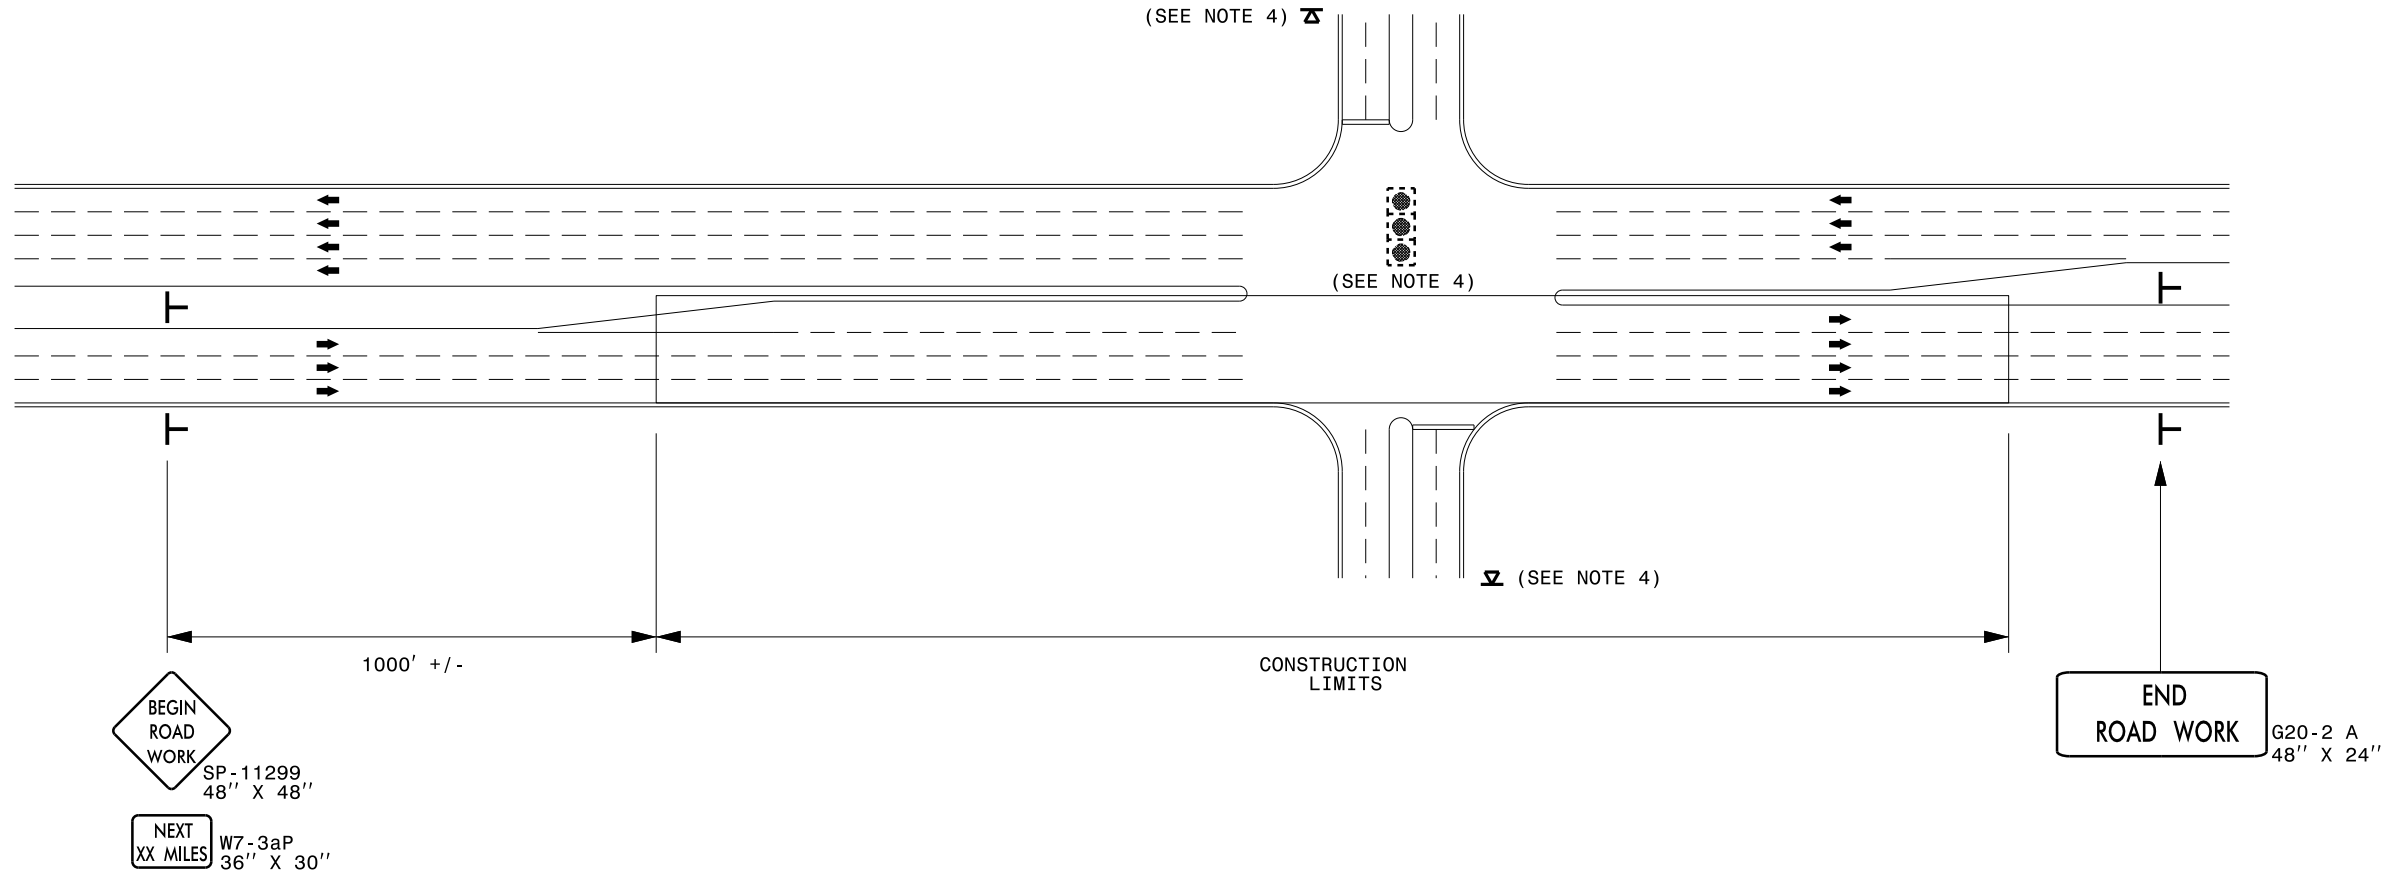 (SEE NOTE 4)
(SEE NOTE 4)
(SEE NOTE 4)
1000' +/-
CONSTRUCTION
LIMITS
BEGIN
ROAD
WORK
SP-11299
48'' X 48''
NEXT
XX MILES
W7-3aP
36'' X 30''
END
ROAD WORK
G20-2 A
48'' X 24''